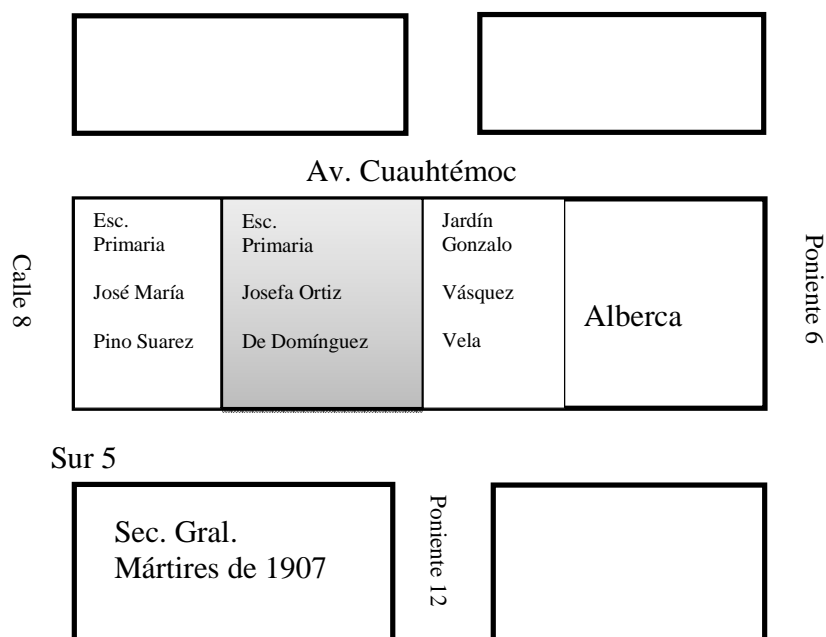 Av. Cuauhtémoc
Calle 8
Esc.
Primaria
José María
Pino Suarez
Esc.
Primaria
Josefa Ortiz
De Domínguez
Jardín
Gonzalo
Vásquez
Vela
Alberca
Poniente 6
Sur 5
Sec. Gral.
Mártires de 1907
Poniente 12